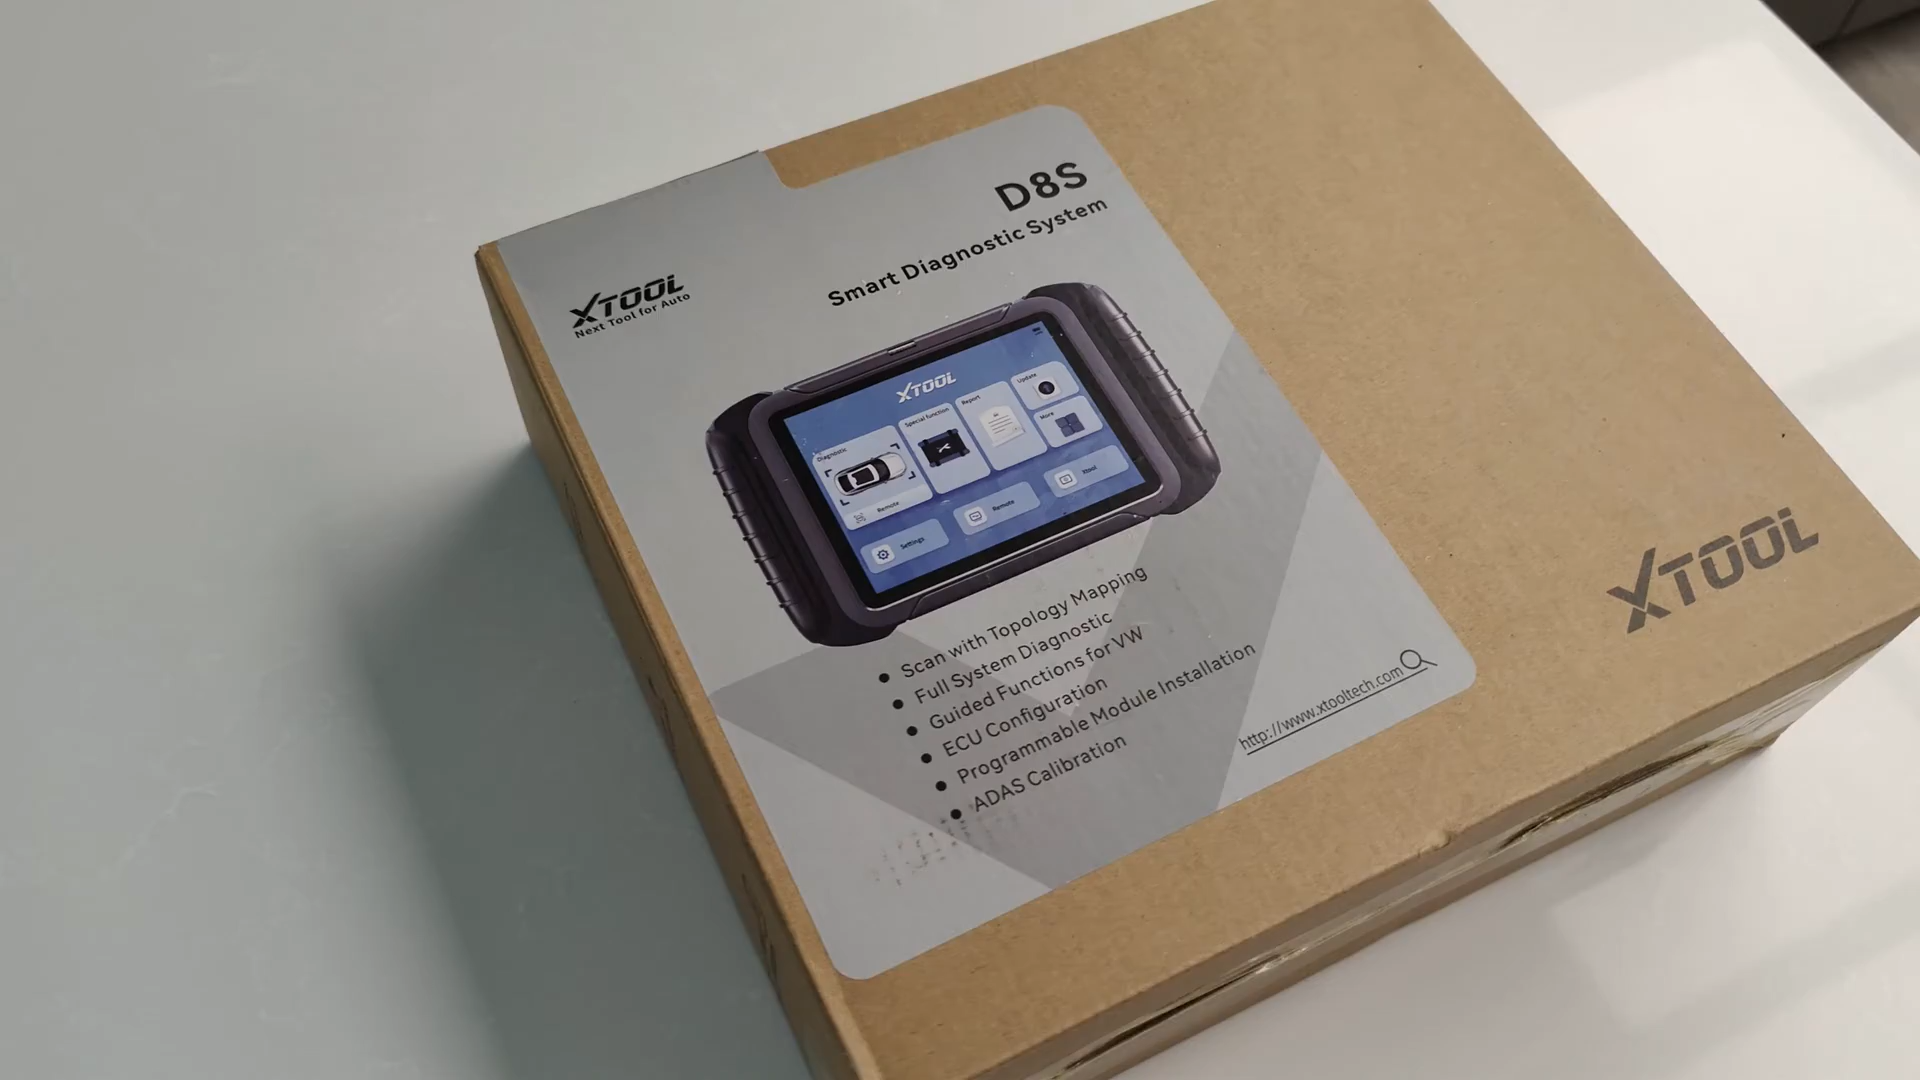 D8S
Smart Diagnostic System
XTOOL
Next Tool for Auto
XTOOL
Diagnostic
Special function
Report
Update
More
Remote
Settings
Remote
Xtool
Scan with Topology Mapping
Full System Diagnostic
Guided Functions for VW
ECU Configuration
Programmable Module Installation
ADAS Calibration
http://www.xtooltech.com
XTOOL